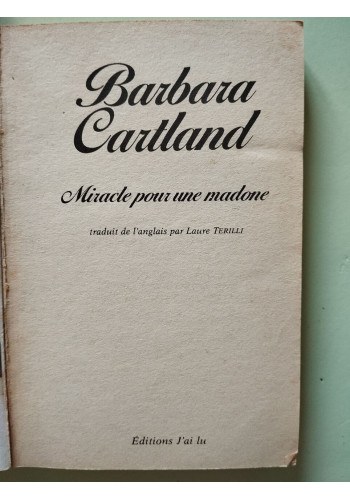 Barbara
Cartland
Miracle pour une madone
traduit de l'anglais par Laure TERILLI
Éditions J'ai lu